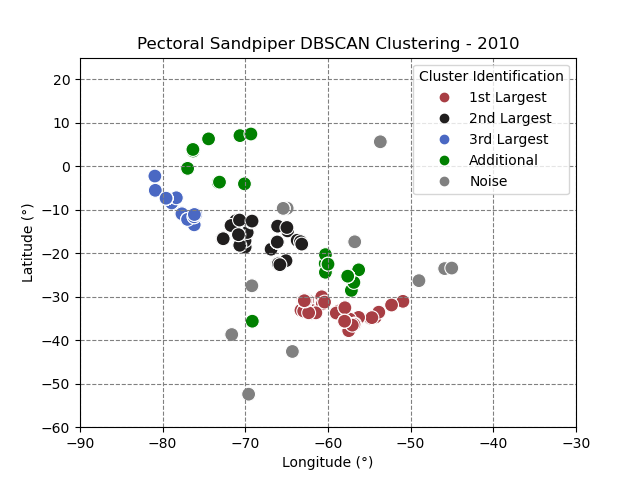 Pectoral Sandpiper DBSCAN Clustering - 2010
Cluster Identification
1st Largest
2nd Largest
3rd Largest
Additional
Noise
Latitude (°)
20
10
0
−10
−20
−30
−40
−50
−60
−90 −80 −70 −60 −50 −40 −30
Longitude (°)